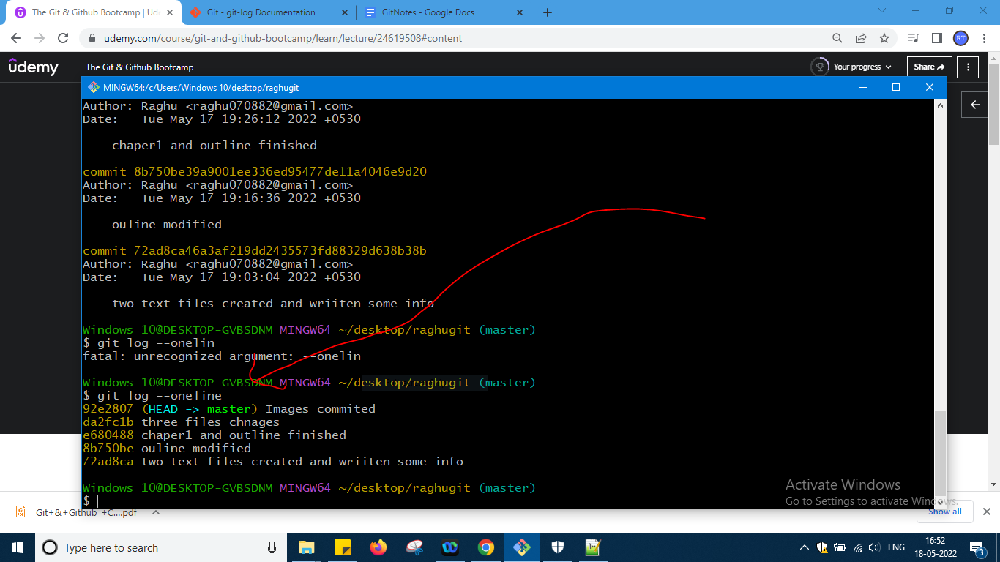 The Git & Github Bootcamp | Ud
Git - git-log Documentation
GitNotes - Google Docs
udemy.com/course/git-and-github-bootcamp/learn/lecture/24619508#content
RT
ûdemy
The Git & Github Bootcamp
Your progress
Share
MINGW64:/c/Users/Windows 10/desktop/raghugit
Author: Raghu <raghu070882@gmail.com>
Date:   Tue May 17 19:26:12 2022 +0530
chaper1 and outline finished
commit 8b750be39a9001ee336ed95477de11a4046e9d20
Author: Raghu <raghu070882@gmail.com>
Date:   Tue May 17 19:16:36 2022 +0530
ouline modified
commit 72ad8ca46a3af219dd2435573fd88329d638b38b
Author: Raghu <raghu070882@gmail.com>
Date:   Tue May 17 19:03:04 2022 +0530
two text files created and wriiten some info
Windows 10@DESKTOP-GVBSDNM MINGW64 ~/desktop/raghugit (master)
$ git log --onelin
fatal: unrecognized argument: --onelin
Windows 10@DESKTOP-GVBSDNM MINGW64 ~/desktop/raghugit (master)
$ git log --oneline
92e2807 (HEAD -> master) Images commited
da2fc1b three files chnages
e680488 chaper1 and outline finished
8b750be ouline modified
72ad8ca two text files created and wriiten some info
Windows 10@DESKTOP-GVBSDNM MINGW64 ~/desktop/raghugit (master)
$
Activate Windows
Go to Settings to activate Windows.
Git+&+Github_+C....pdf
Show all
Type here to search
ENG
16:52
18-05-2022
3